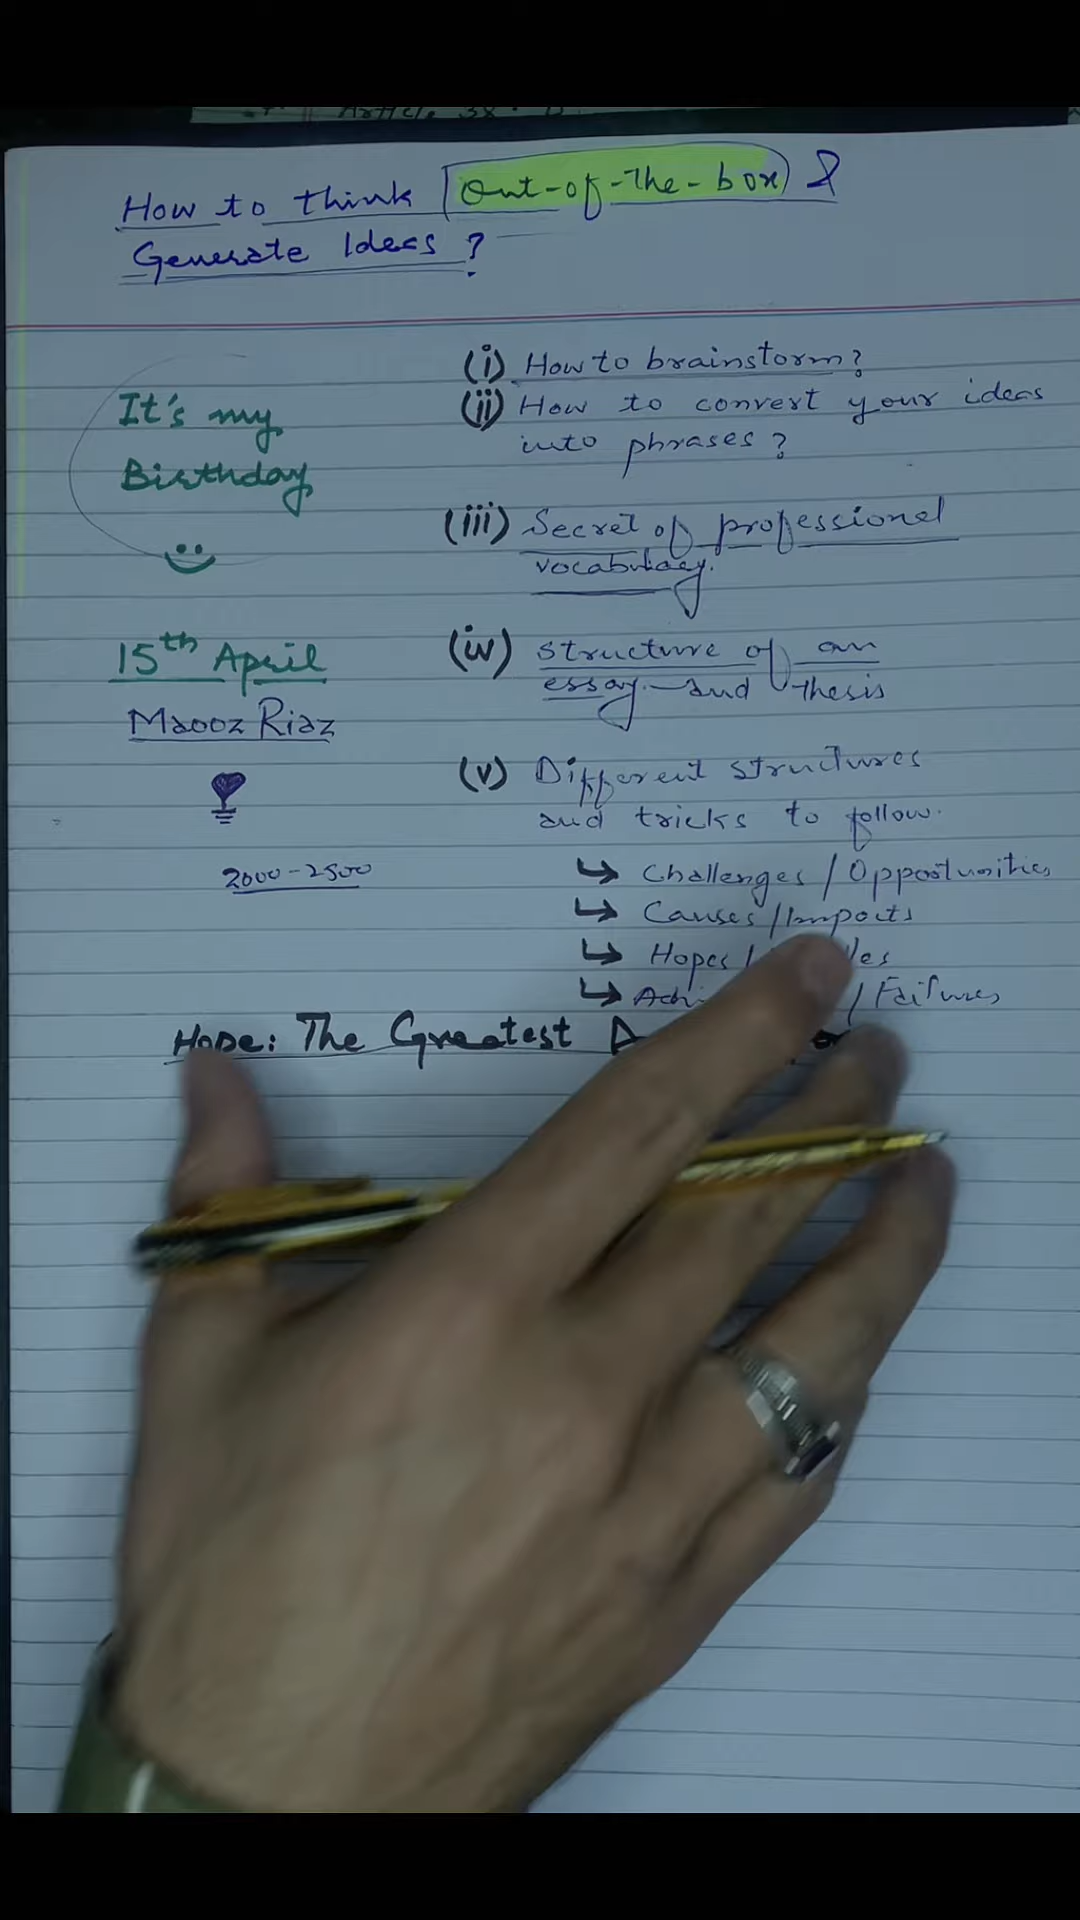 Article 38
How to think Out-of-the-box &
Generate Ideas?
It's my
Birthday
15th April
Maooz Riaz
2000-2500
(i) How to brainstorm?
(ii) How to convert your ideas
into phrases?
(iii) Secret of professional
vocabulary.
(iv) structure of an
essay and thesis
(v) Different structures
and tricks to follow.
↳ Challenges / Opportunities
↳ Causes / Impacts
↳ Hopes /
↳ / Failures
Hope: The Greatest